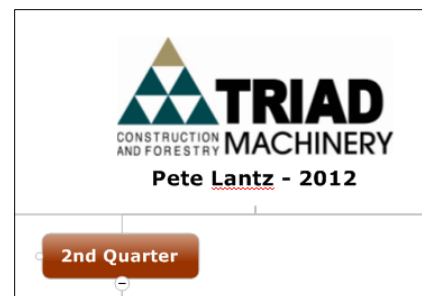 TRIAD
CONSTRUCTION
AND FORESTRY MACHINERY
Pete Lantz - 2012
2nd Quarter